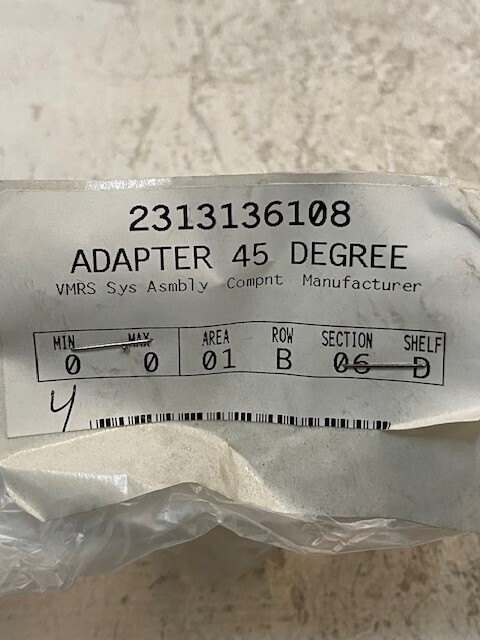 2313136108
ADAPTER 45 DEGREE
VMRS Sys Asmbly Compnt Manufacturer
MIN MAX AREA ROW SECTION SHELF
0 0 01 B 06 D
4